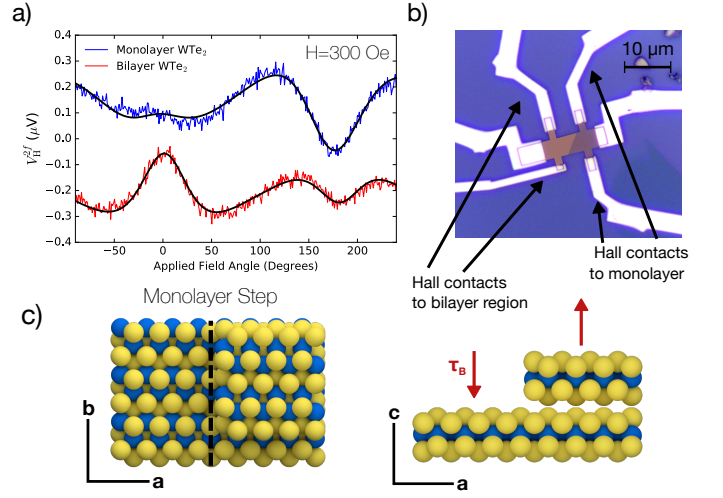 a)
H=300 Oe
Monolayer WTe₂
Bilayer WTe₂
V_H^{2f} (μV)
0.4
0.3
0.2
0.1
0.0
−0.1
−0.2
−0.3
−0.4
−50 0 50 100 150 200
Applied Field Angle (Degrees)
b)
10 μm
Hall contacts
to bilayer region
Hall contacts
to monolayer
c)
Monolayer Step
b
a
τ_B
c
a